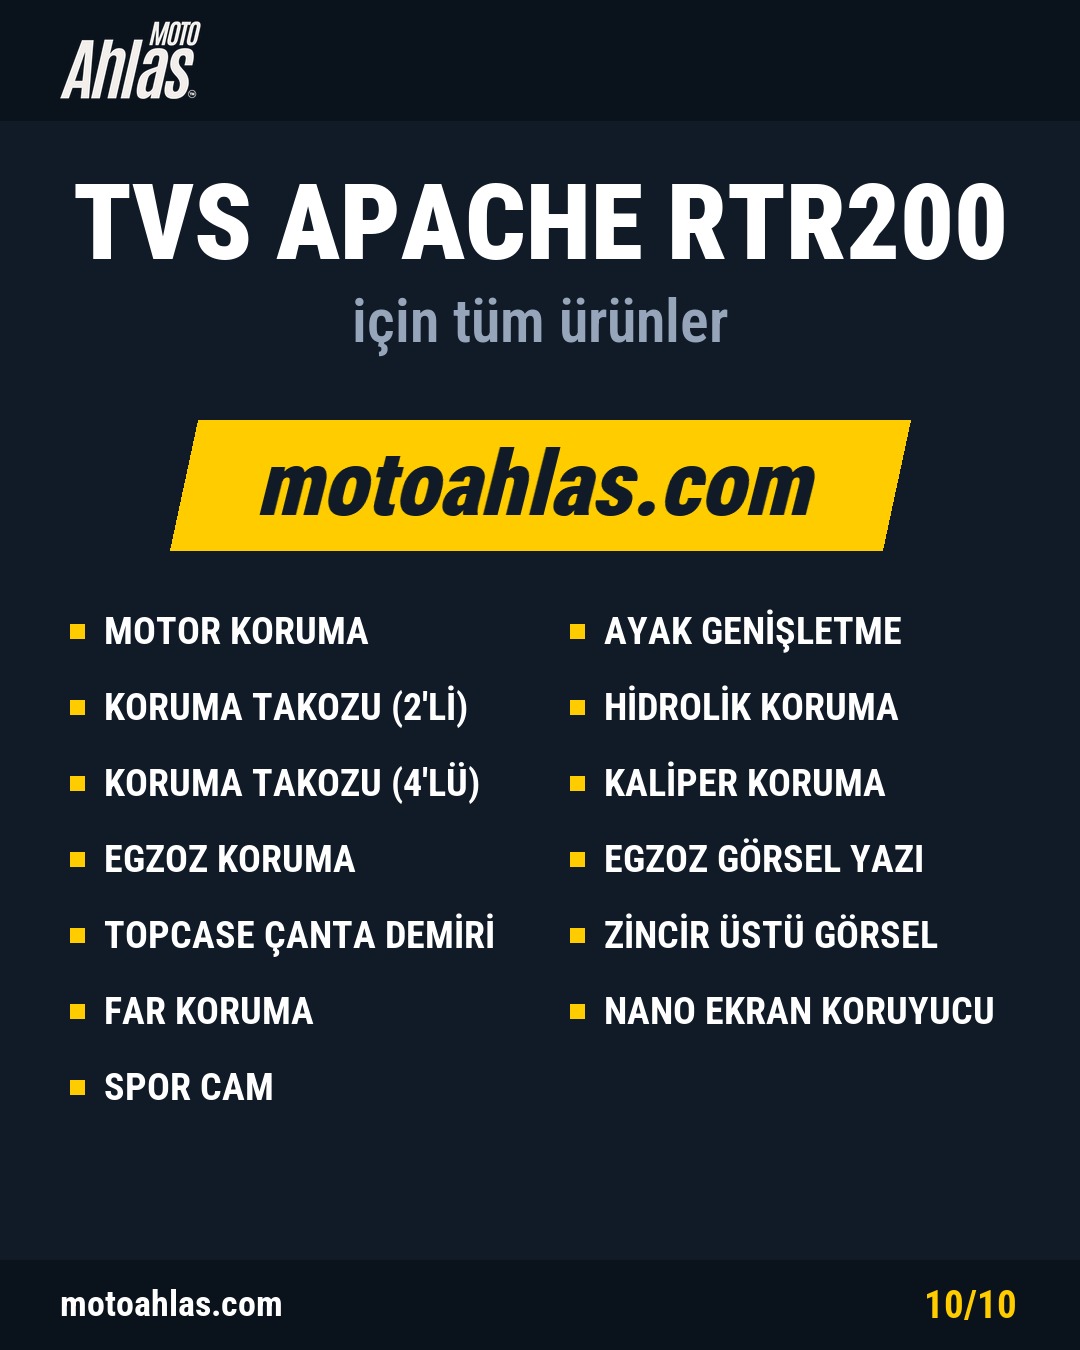 MOTO
Ahlas
TM
TVS APACHE RTR200
için tüm ürünler
motoahlas.com
MOTOR KORUMA
KORUMA TAKOZU (2'Lİ)
KORUMA TAKOZU (4'LÜ)
EGZOZ KORUMA
TOPCASE ÇANTA DEMİRİ
FAR KORUMA
SPOR CAM
AYAK GENİŞLETME
HİDROLİK KORUMA
KALİPER KORUMA
EGZOZ GÖRSEL YAZI
ZİNCİR ÜSTÜ GÖRSEL
NANO EKRAN KORUYUCU
motoahlas.com
10/10